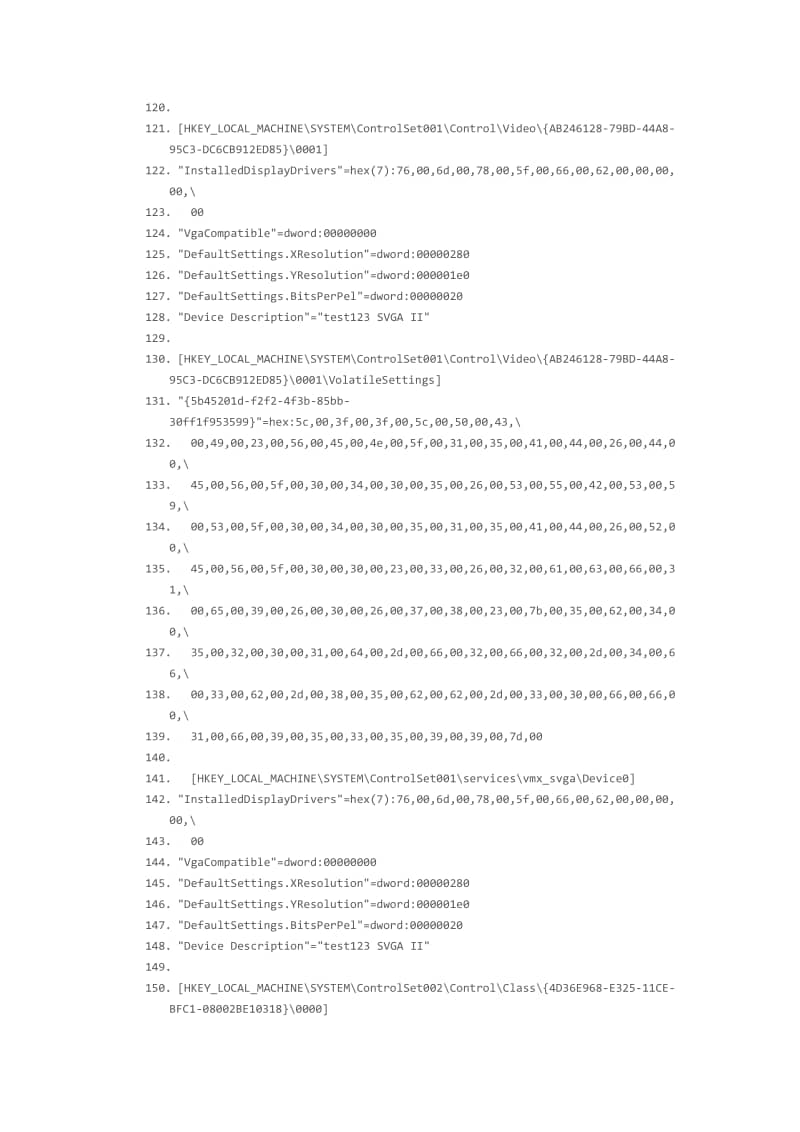 120.
121. [HKEY_LOCAL_MACHINE\SYSTEM\ControlSet001\Control\Video\{AB246128-79BD-44A8-
95C3-DC6CB912ED85}\0001]
122. "InstalledDisplayDrivers"=hex(7):76,00,6d,00,78,00,5f,00,66,00,62,00,00,00,
00,\
123.   00
124. "VgaCompatible"=dword:00000000
125. "DefaultSettings.XResolution"=dword:00000280
126. "DefaultSettings.YResolution"=dword:000001e0
127. "DefaultSettings.BitsPerPel"=dword:00000020
128. "Device Description"="test123 SVGA II"
129.
130. [HKEY_LOCAL_MACHINE\SYSTEM\ControlSet001\Control\Video\{AB246128-79BD-44A8-
95C3-DC6CB912ED85}\0001\VolatileSettings]
131. "{5b45201d-f2f2-4f3b-85bb-
30ff1f953599}"=hex:5c,00,3f,00,3f,00,5c,00,50,00,43,\
132.   00,49,00,23,00,56,00,45,00,4e,00,5f,00,31,00,35,00,41,00,44,00,26,00,44,0
0,\
133.   45,00,56,00,5f,00,30,00,34,00,30,00,35,00,26,00,53,00,55,00,42,00,53,00,5
9,\
134.   00,53,00,5f,00,30,00,34,00,30,00,35,00,31,00,35,00,41,00,44,00,26,00,52,0
0,\
135.   45,00,56,00,5f,00,30,00,30,00,23,00,33,00,26,00,32,00,61,00,63,00,66,00,3
1,\
136.   00,65,00,39,00,26,00,30,00,26,00,37,00,38,00,23,00,7b,00,35,00,62,00,34,0
0,\
137.   35,00,32,00,30,00,31,00,64,00,2d,00,66,00,32,00,66,00,32,00,2d,00,34,00,6
6,\
138.   00,33,00,62,00,2d,00,38,00,35,00,62,00,62,00,2d,00,33,00,30,00,66,00,66,0
0,\
139.   31,00,66,00,39,00,35,00,33,00,35,00,39,00,39,00,7d,00
140.
141.   [HKEY_LOCAL_MACHINE\SYSTEM\ControlSet001\services\vmx_svga\Device0]
142. "InstalledDisplayDrivers"=hex(7):76,00,6d,00,78,00,5f,00,66,00,62,00,00,00,
00,\
143.   00
144. "VgaCompatible"=dword:00000000
145. "DefaultSettings.XResolution"=dword:00000280
146. "DefaultSettings.YResolution"=dword:000001e0
147. "DefaultSettings.BitsPerPel"=dword:00000020
148. "Device Description"="test123 SVGA II"
149.
150. [HKEY_LOCAL_MACHINE\SYSTEM\ControlSet002\Control\Class\{4D36E968-E325-11CE-
BFC1-08002BE10318}\0000]